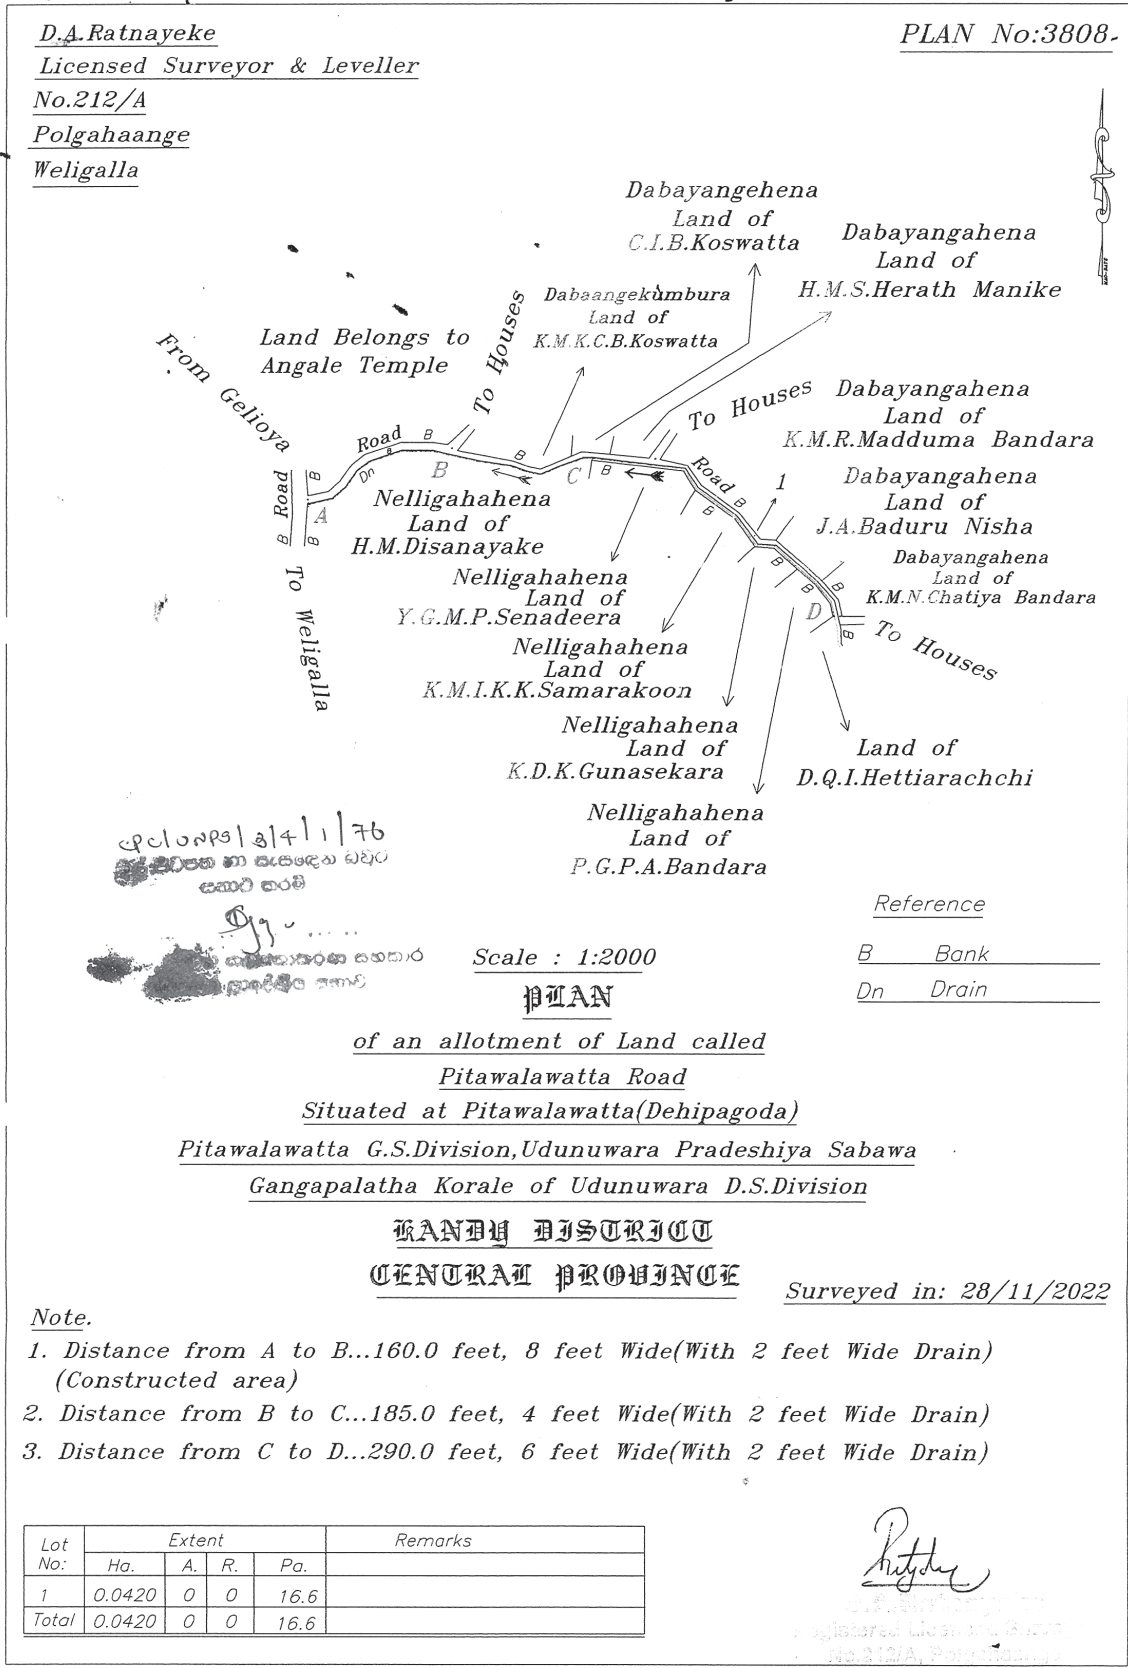 D.A.Ratnayeke
Licensed Surveyor & Leveller
No.212/A
Polgahaange
Weligalla
PLAN No:3808
Dabayangehena
Land of
C.I.B.Koswatta
Dabayangahena
Land of
H.M.S.Herath Manike
Dabaangekumbura
Land of
K.M.K.C.B.Koswatta
To Houses
Land Belongs to
Angale Temple
From Gelioya
To Houses
Dabayangahena
Land of
K.M.R.Madduma Bandara
Road
B
B
B
Dn
B
C
B
Road
B
B
1
Dabayangahena
Land of
J.A.Baduru Nisha
B
Road
B
A
B
B
Nelligahahena
Land of
H.M.Disanayake
B
B
B
D
B
Dabayangahena
Land of
K.M.N.Chatiya Bandara
To Houses
To Weligalla
Nelligahahena
Land of
Y.G.M.P.Senadeera
Nelligahahena
Land of
K.M.I.K.K.Samarakoon
Nelligahahena
Land of
K.D.K.Gunasekara
Land of
D.Q.I.Hettiarachchi
Nelligahahena
Land of
P.G.P.A.Bandara
3/4/1/76
Reference
B Bank
Dn Drain
Scale : 1:2000
PLAN
of an allotment of Land called
Pitawalawatta Road
Situated at Pitawalawatta(Dehipagoda)
Pitawalawatta G.S.Division,Udunuwara Pradeshiya Sabawa
Gangapalatha Korale of Udunuwara D.S.Division
KANDY DISTRICT
CENTRAL PROVINCE
Surveyed in: 28/11/2022
Note.
1. Distance from A to B...160.0 feet, 8 feet Wide(With 2 feet Wide Drain)
(Constructed area)
2. Distance from B to C...185.0 feet, 4 feet Wide(With 2 feet Wide Drain)
3. Distance from C to D...290.0 feet, 6 feet Wide(With 2 feet Wide Drain)
Lot No: Extent Remarks
Ha. A. R. Pa.
1 0.0420 0 0 16.6
Total 0.0420 0 0 16.6
No.212/A,